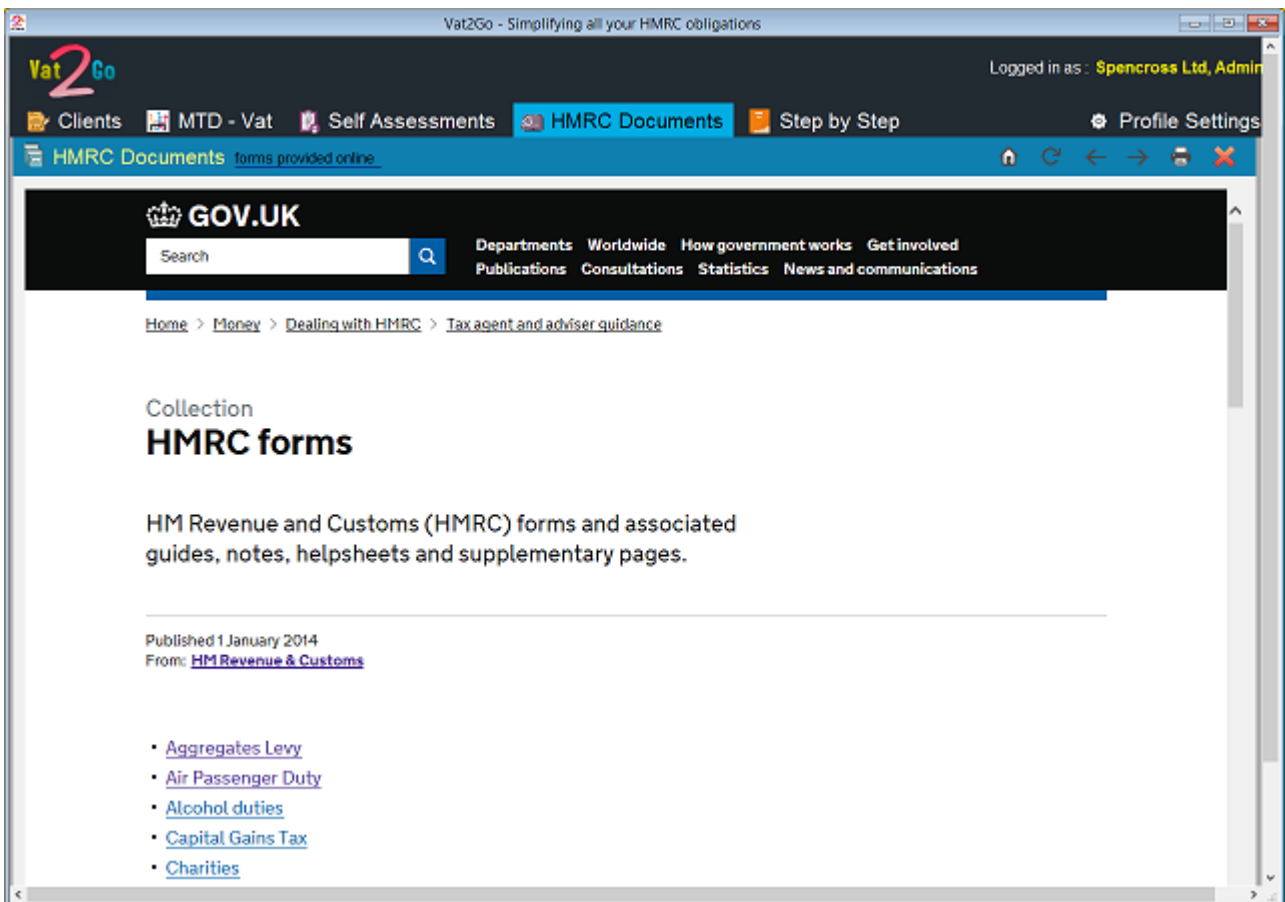 Vat2Go - Simplifying all your HMRC obligations
Vat2Go
Logged in as : Spencross Ltd, Admin
Clients MTD - Vat Self Assessments HMRC Documents Step by Step Profile Settings
HMRC Documents forms provided online
GOV.UK
Search
Departments Worldwide How government works Get involved
Publications Consultations Statistics News and communications
Home > Money > Dealing with HMRC > Tax agent and adviser guidance
Collection
HMRC forms
HM Revenue and Customs (HMRC) forms and associated
guides, notes, helpsheets and supplementary pages.
Published 1 January 2014
From: HM Revenue & Customs
• Aggregates Levy
• Air Passenger Duty
• Alcohol duties
• Capital Gains Tax
• Charities